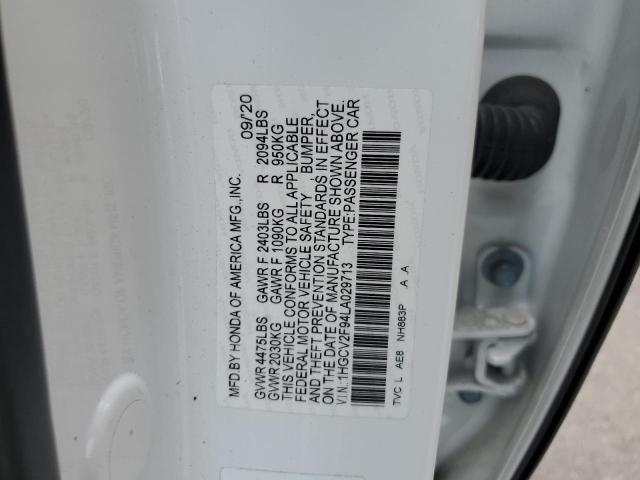 MFD.BY HONDA OF AMERICA MFG.,INC. 09/'20
GVWR 4475LBS GAWR F 2403LBS R 2094LBS
GVWR 2030KG GAWR F 1090KG R 950KG
THIS VEHICLE CONFORMS TO ALL APPLICABLE
FEDERAL MOTOR VEHICLE SAFETY, BUMPER,
AND THEFT PREVENTION STANDARDS IN EFFECT
ON THE DATE OF MANUFACTURE SHOWN ABOVE.
V.I.N.:1HGCV2F94LA029713 TYPE:PASSENGER CAR
TVC L AE8 NH883P A A